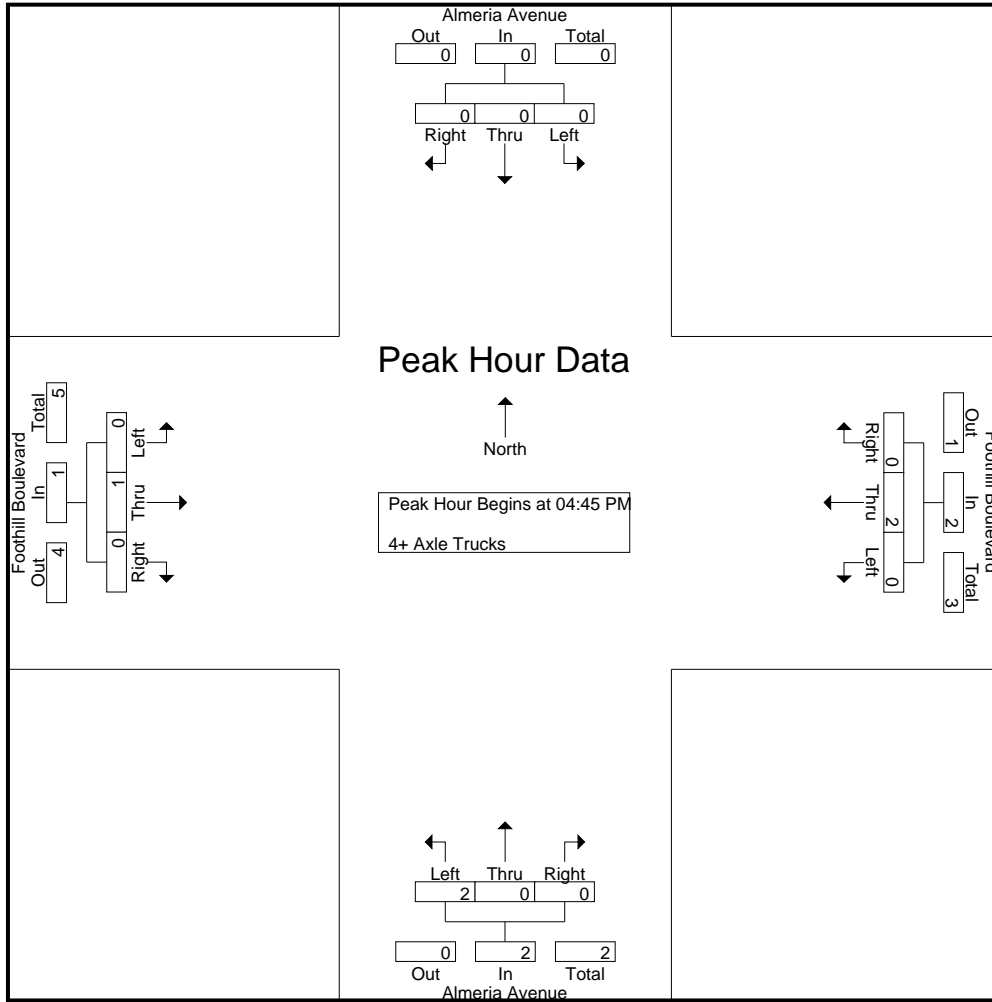 Almeria Avenue
Out In Total
0 0 0
0 0 0
Right Thru Left
Peak Hour Data
North
Peak Hour Begins at 04:45 PM
4+ Axle Trucks
Foothill Boulevard
Out In Total
4 1 5
0 1 0
Right Thru Left
Foothill Boulevard
Out In Total
1 2 3
0 2 0
Right Thru Left
Left Thru Right
2 0 0
0 2 2
Out In Total
Almeria Avenue